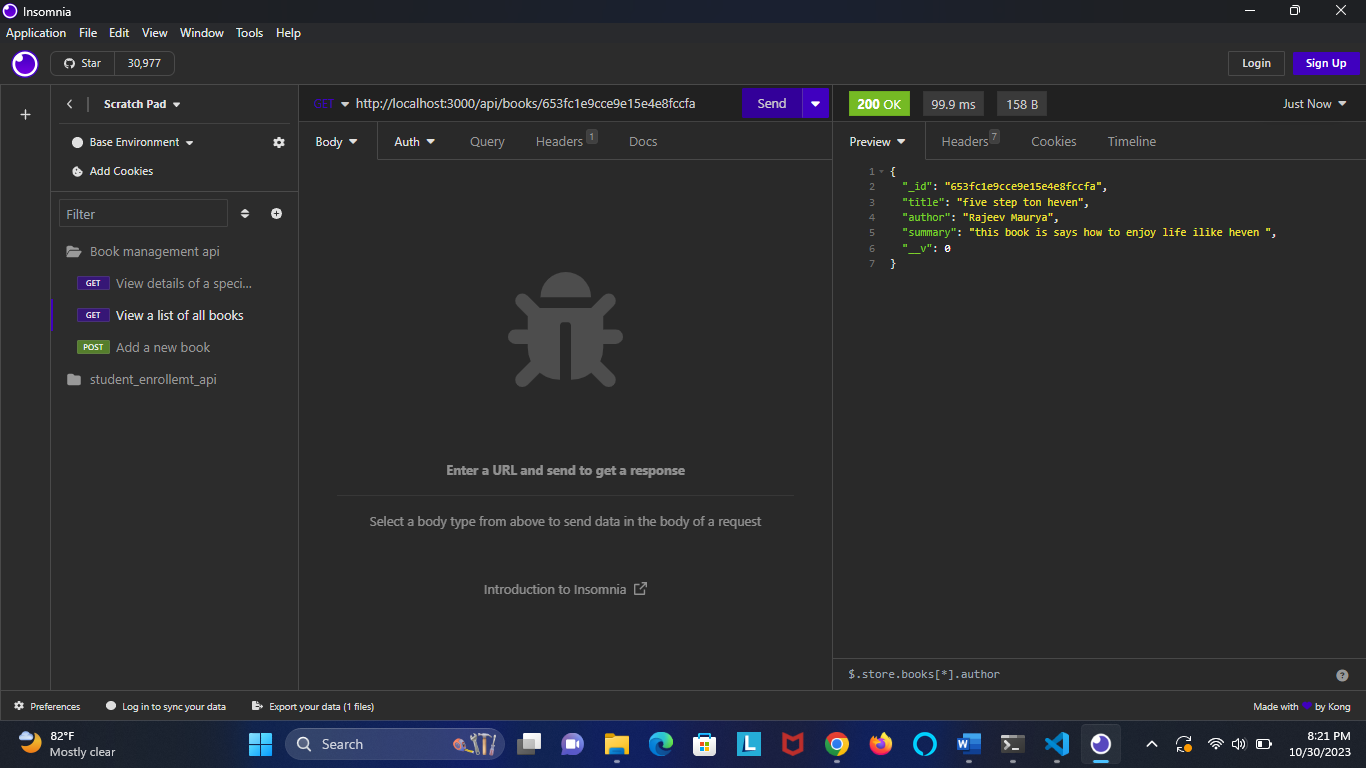 Insomnia
Application File Edit View Window Tools Help
Star 30,977
Login Sign Up
Scratch Pad
GET http://localhost:3000/api/books/653fc1e9cce9e15e4e8fccfa Send
200 OK 99.9 ms 158 B Just Now
Base Environment
Add Cookies
Filter
Book management api
GET View details of a speci...
GET View a list of all books
POST Add a new book
student_enrollemt_api
Body Auth Query Headers 1 Docs
Enter a URL and send to get a response
Select a body type from above to send data in the body of a request
Introduction to Insomnia
Preview Headers 7 Cookies Timeline
1 {
2 "_id": "653fc1e9cce9e15e4e8fccfa",
3 "title": "five step ton heven",
4 "author": "Rajeev Maurya",
5 "summary": "this book is says how to enjoy life ilike heven ",
6 "__v": 0
7 }
$.store.books[*].author ?
Preferences Log in to sync your data Export your data (1 files) Made with by Kong
82°F
Mostly clear
Search
L
W
8:21 PM
10/30/2023